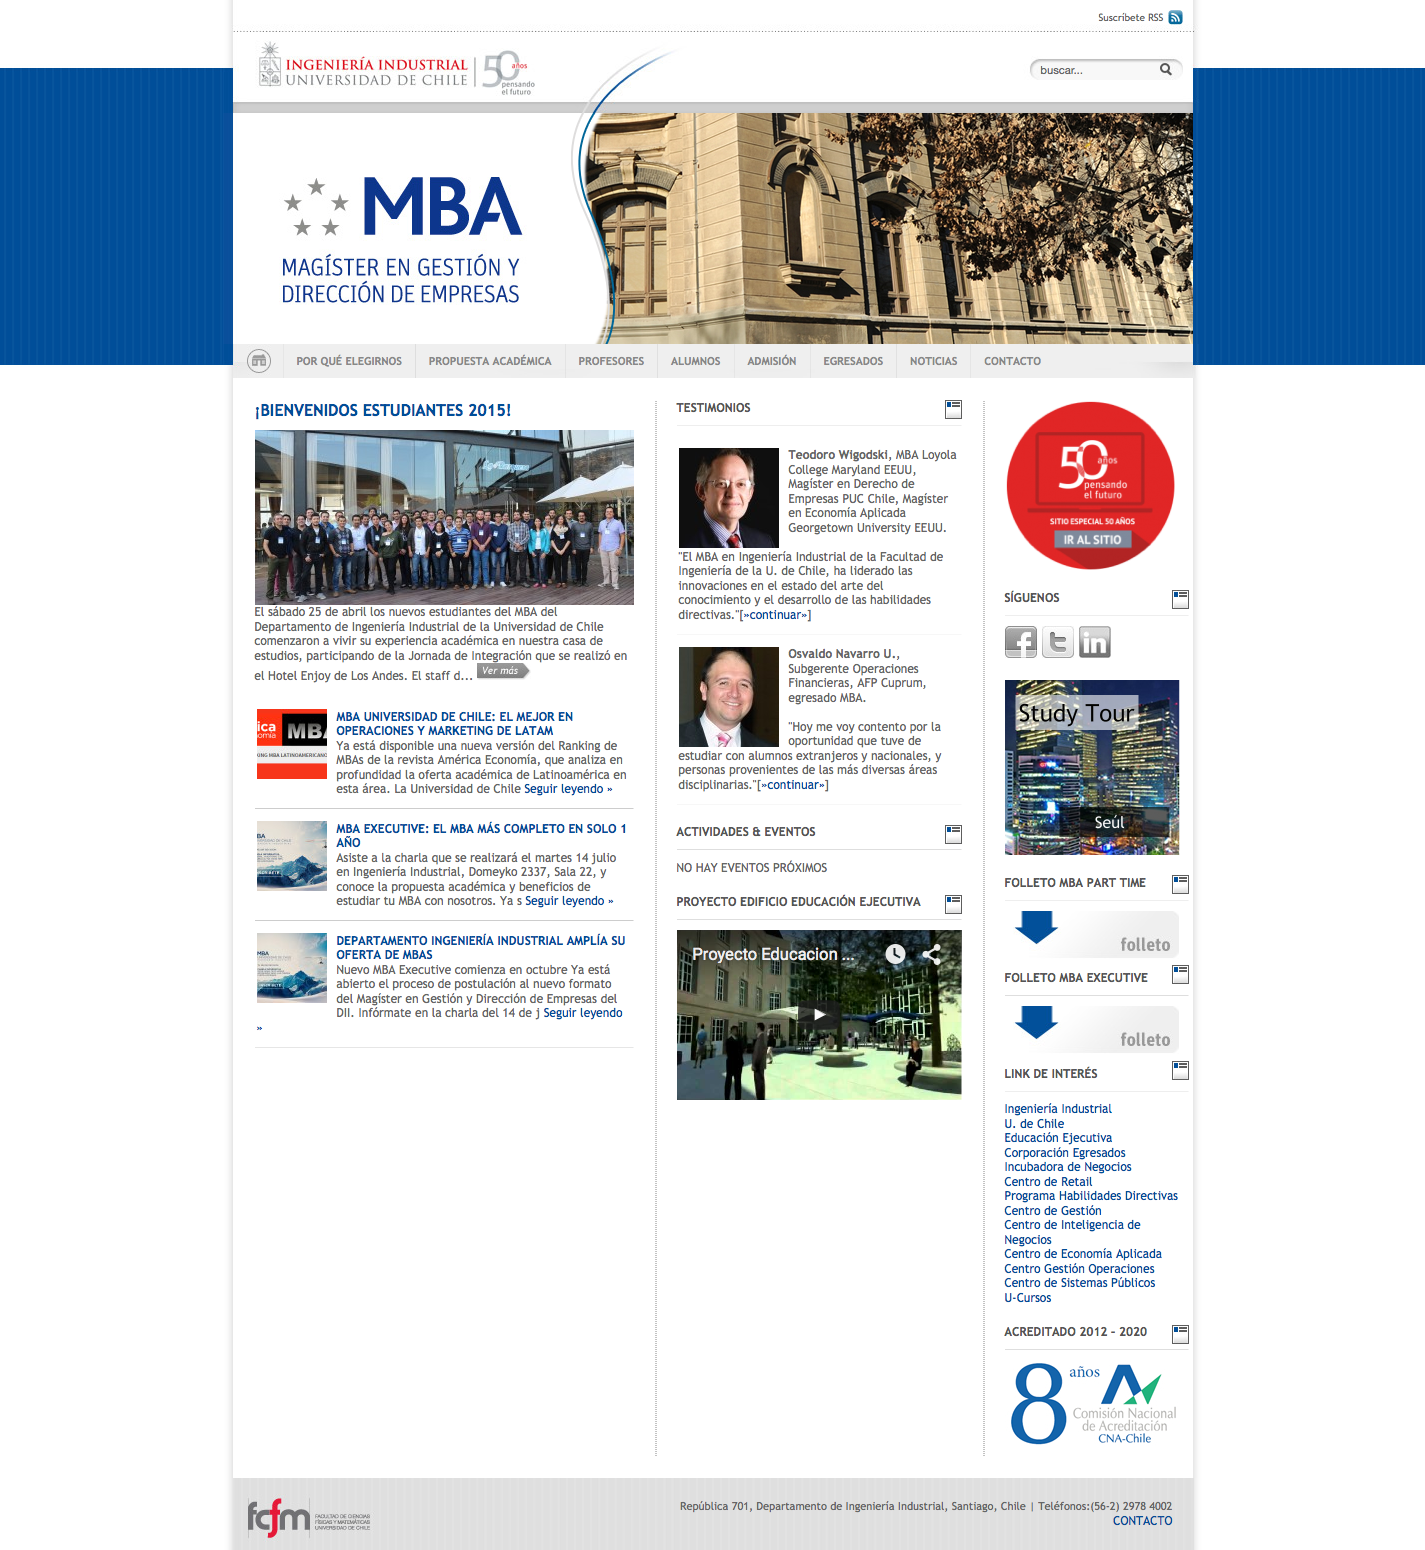 Suscríbete RSS
INGENIERÍA INDUSTRIAL
UNIVERSIDAD DE CHILE
50 años
pensando
el futuro
buscar...
MBA
MAGÍSTER EN GESTIÓN Y
DIRECCIÓN DE EMPRESAS
POR QUÉ ELEGIRNOS
PROPUESTA ACADÉMICA
PROFESORES
ALUMNOS
ADMISIÓN
EGRESADOS
NOTICIAS
CONTACTO
¡BIENVENIDOS ESTUDIANTES 2015!
El sábado 25 de abril los nuevos estudiantes del MBA del
Departamento de Ingeniería Industrial de la Universidad de Chile
comenzaron a vivir su experiencia académica en nuestra casa de
estudios, participando de la Jornada de Integración que se realizó en
el Hotel Enjoy de Los Andes. El staff d... Ver más
MBA UNIVERSIDAD DE CHILE: EL MEJOR EN
OPERACIONES Y MARKETING DE LATAM
Ya está disponible una nueva versión del Ranking de
MBAs de la revista América Economía, que analiza en
profundidad la oferta académica de Latinoamérica en
esta área. La Universidad de Chile Seguir leyendo »
MBA EXECUTIVE: EL MBA MÁS COMPLETO EN SOLO 1
AÑO
Asiste a la charla que se realizará el martes 14 julio
en Ingeniería Industrial, Domeyko 2337, Sala 22, y
conoce la propuesta académica y beneficios de
estudiar tu MBA con nosotros. Ya s Seguir leyendo »
DEPARTAMENTO INGENIERÍA INDUSTRIAL AMPLÍA SU
OFERTA DE MBAS
Nuevo MBA Executive comienza en octubre Ya está
abierto el proceso de postulación al nuevo formato
del Magíster en Gestión y Dirección de Empresas del
DII. Infórmate en la charla del 14 de j Seguir leyendo
»
TESTIMONIOS
Teodoro Wigodski, MBA Loyola
College Maryland EEUU,
Magíster en Derecho de
Empresas PUC Chile, Magíster
en Economía Aplicada
Georgetown University EEUU.
"El MBA en Ingeniería Industrial de la Facultad de
Ingeniería de la U. de Chile, ha liderado las
innovaciones en el estado del arte del
conocimiento y el desarrollo de las habilidades
directivas."[»continuar»]
Osvaldo Navarro U.,
Subgerente Operaciones
Financieras, AFP Cuprum,
egresado MBA.
"Hoy me voy contento por la
oportunidad que tuve de
estudiar con alumnos extranjeros y nacionales, y
personas provenientes de las más diversas áreas
disciplinarias."[»continuar»]
ACTIVIDADES & EVENTOS
NO HAY EVENTOS PRÓXIMOS
PROYECTO EDIFICIO EDUCACIÓN EJECUTIVA
Proyecto Educacion ...
50 años
pensando
el futuro
SITIO ESPECIAL 50 AÑOS
IR AL SITIO
SÍGUENOS
Study Tour
Seúl
FOLLETO MBA PART TIME
folleto
FOLLETO MBA EXECUTIVE
folleto
LINK DE INTERÉS
Ingeniería Industrial
U. de Chile
Educación Ejecutiva
Corporación Egresados
Incubadora de Negocios
Centro de Retail
Programa Habilidades Directivas
Centro de Gestión
Centro de Inteligencia de
Negocios
Centro de Economía Aplicada
Centro Gestión Operaciones
Centro de Sistemas Públicos
U-Cursos
ACREDITADO 2012 - 2020
8 años
Comisión Nacional
de Acreditación
CNA-Chile
fcfm
FACULTAD DE CIENCIAS
FÍSICAS Y MATEMÁTICAS
UNIVERSIDAD DE CHILE
República 701, Departamento de Ingeniería Industrial, Santiago, Chile | Teléfonos:(56-2) 2978 4002
CONTACTO